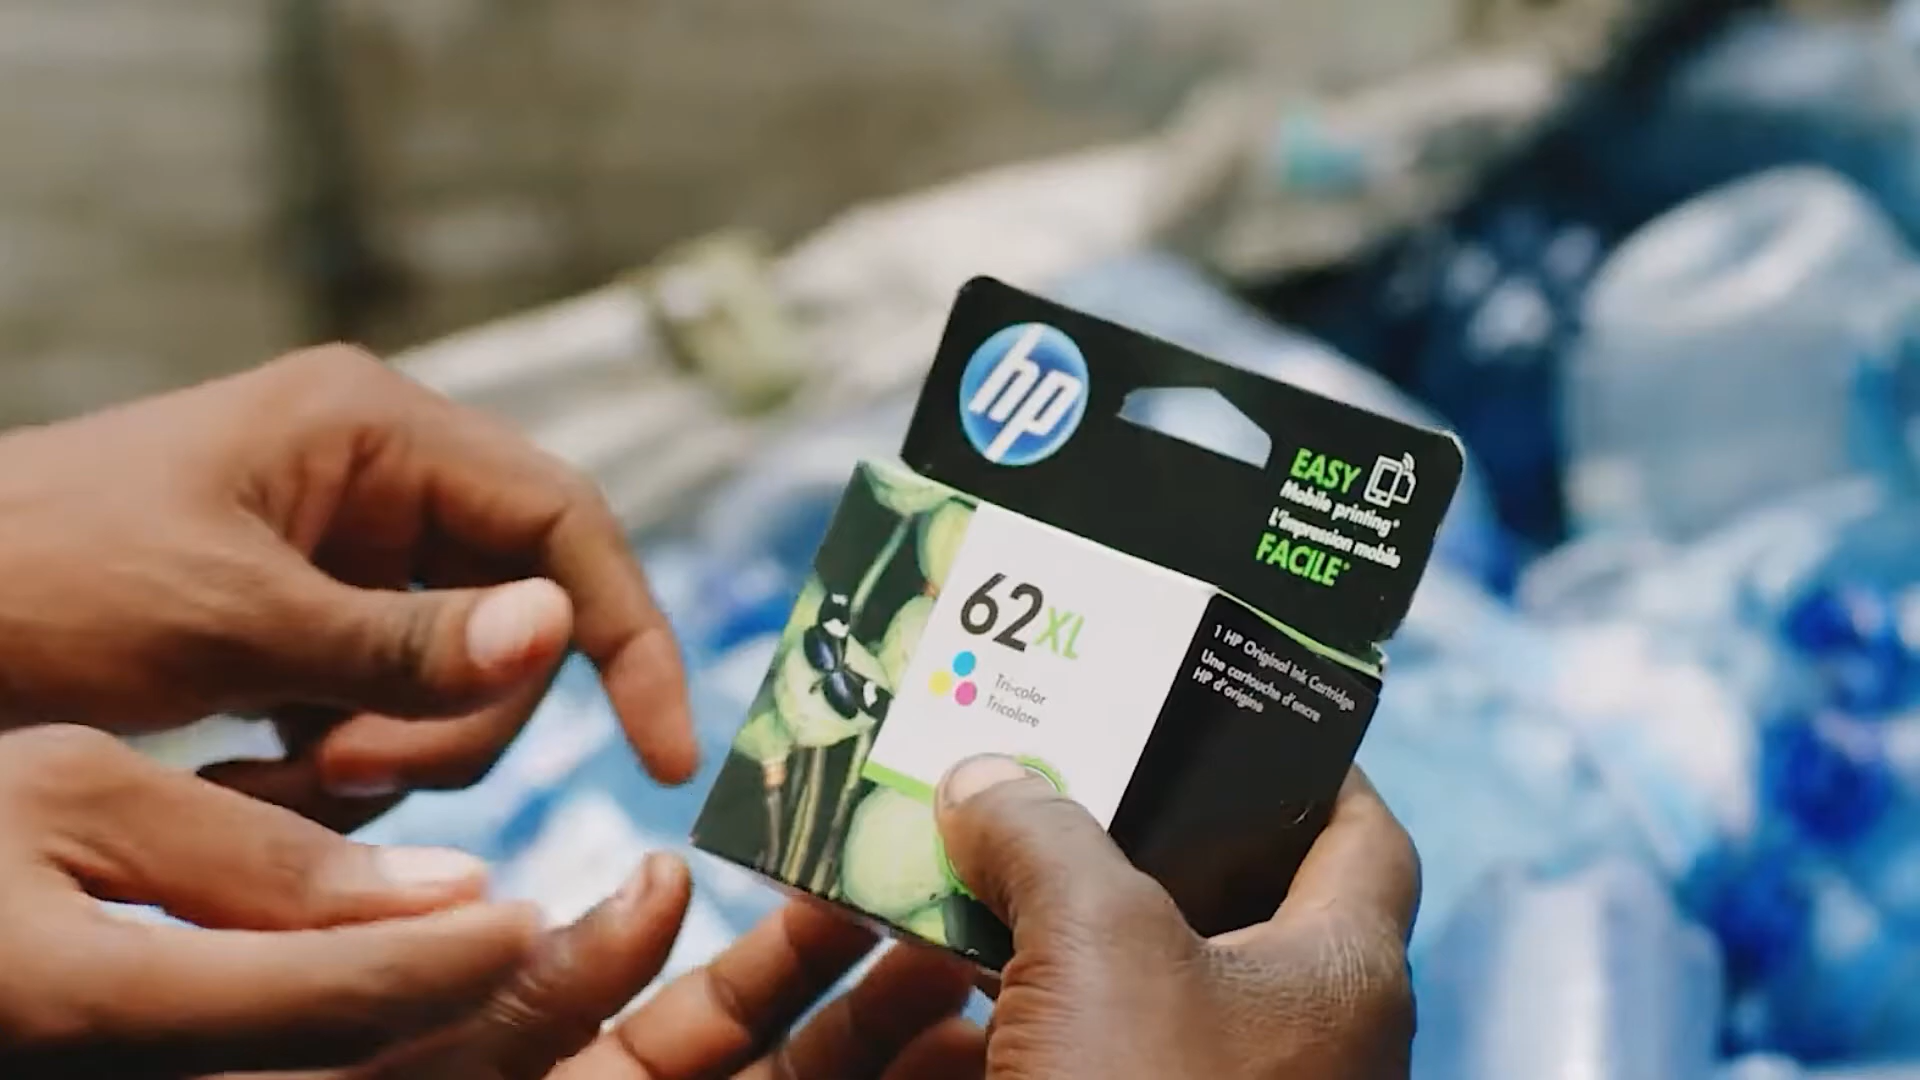 hp
EASY
Mobile printing*
L'impression mobile
FACILE*
62XL
Tri-color
Tricolore
1 HP Original Ink Cartridge
Une cartouche d'encre
HP d'origine